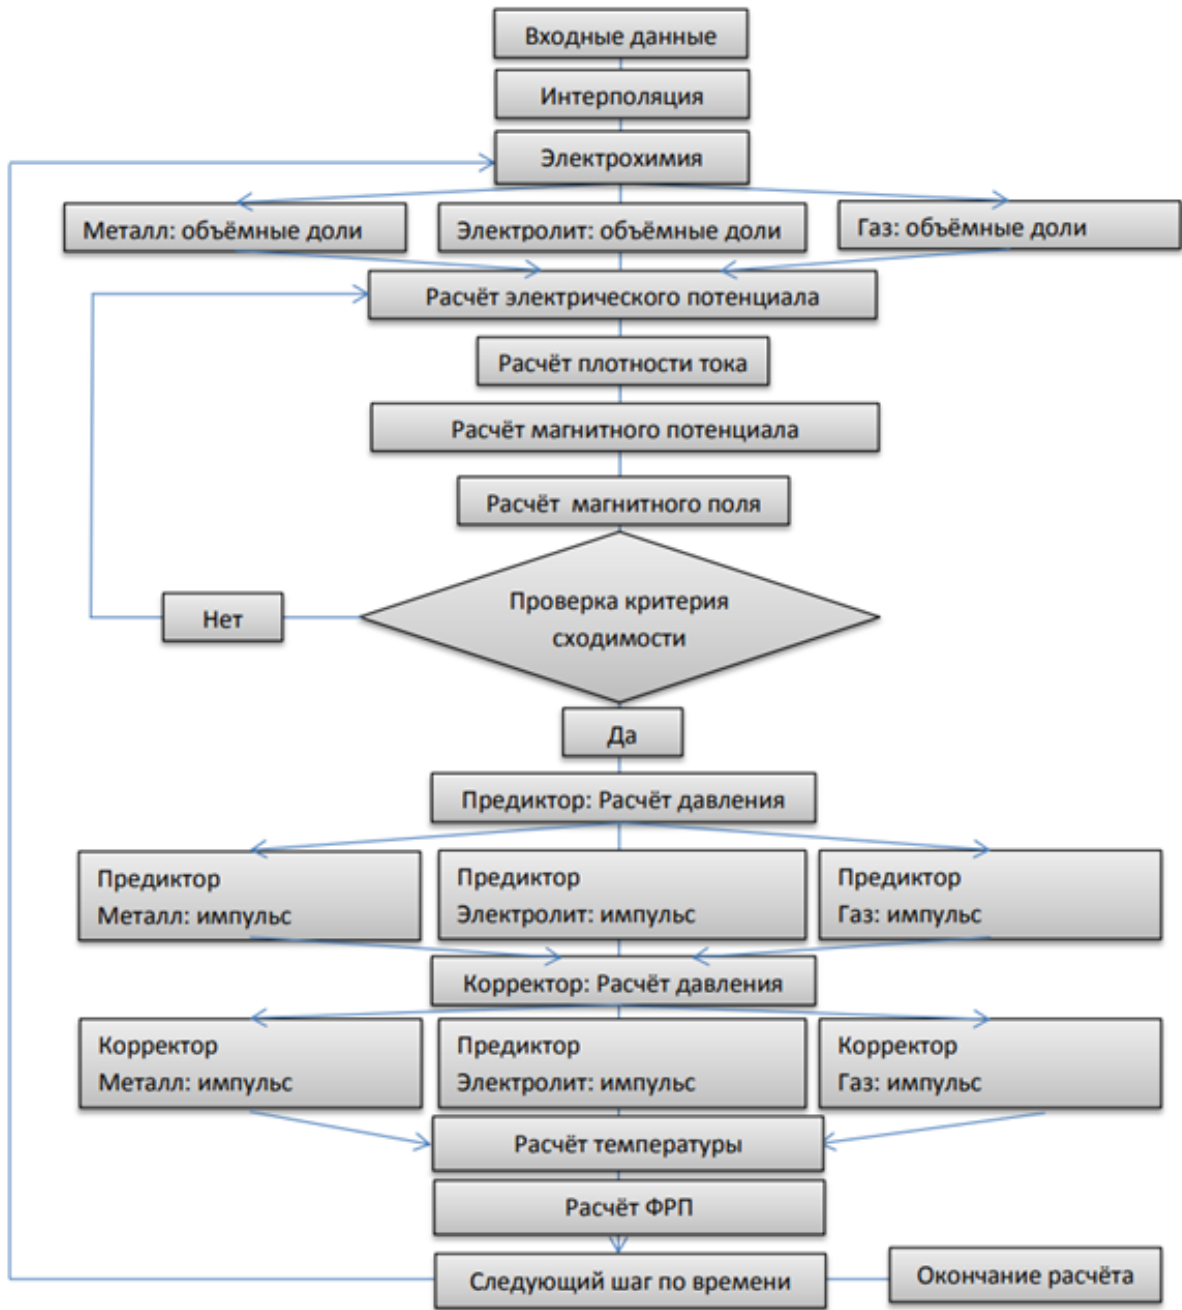 Входные данные
Интерполяция
Электрохимия
Металл: объёмные доли
Электролит: объёмные доли
Газ: объёмные доли
Расчёт электрического потенциала
Расчёт плотности тока
Расчёт магнитного потенциала
Расчёт магнитного поля
Проверка критерия
сходимости
Нет
Да
Предиктор: Расчёт давления
Предиктор
Металл: импульс
Предиктор
Электролит: импульс
Предиктор
Газ: импульс
Корректор: Расчёт давления
Корректор
Металл: импульс
Предиктор
Электролит: импульс
Корректор
Газ: импульс
Расчёт температуры
Расчёт ФРП
Следующий шаг по времени
Окончание расчёта